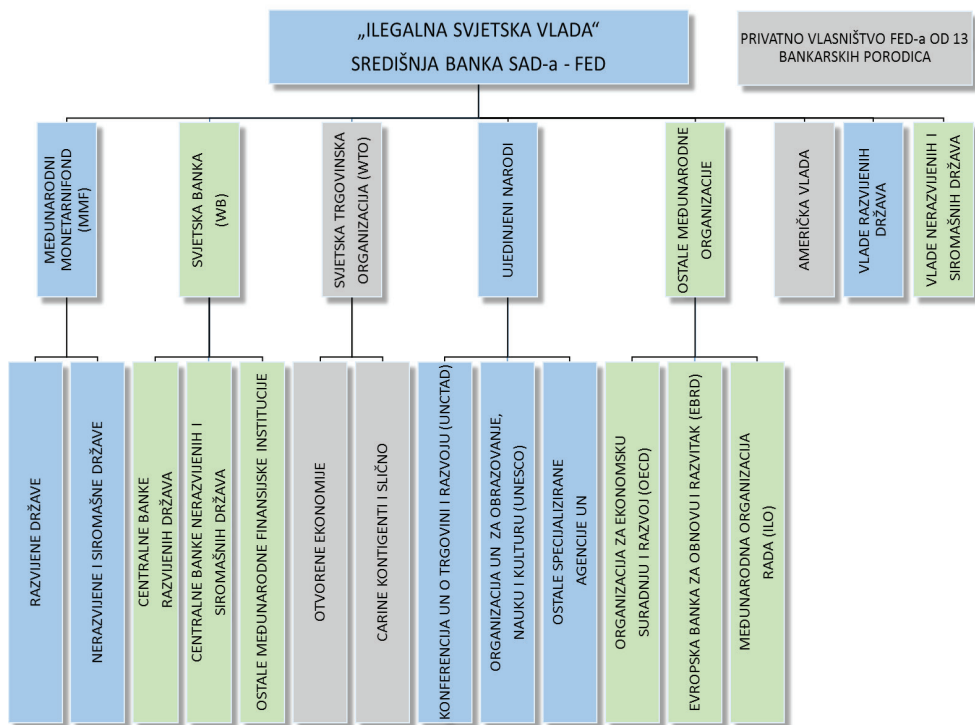 „ILEGALNA SVJETSKA VLADA“
SREDIŠNJA BANKA SAD-a - FED
PRIVATNO VLASNIŠTVO FED-a OD 13
BANKARSKIH PORODICA
MEĐUNARODNI
MONETARNIFOND
(MMF)
SVJETSKA BANKA
(WB)
SVJETSKA TRGOVINSKA
ORGANIZACIJA (WTO)
UJEDINJENI NARODI
OSTALE MEĐUNARODNE
ORGANIZACIJE
AMERIČKA VLADA
VLADE RAZVIJENIH
DRŽAVA
VLADE NERAZVIJENIH I
SIROMAŠNIH DRŽAVA
RAZVIJENE DRŽAVE
NERAZVIJENE I SIROMAŠNE DRŽAVE
CENTRALNE BANKE
RAZVIJENIH DRŽAVA
CENTRALNE BANKE NERAZVIJENIH I
SIROMAŠNIH DRŽAVA
OSTALE MEĐUNARODNE FINANSIJSKE INSTITUCIJE
OTVORENE EKONOMIJE
CARINE KONTIGENTI I SLIČNO
KONFERENCIJA UN O TRGOVINI I RAZVOJU (UNCTAD)
ORGANIZACIJA UN ZA OBRAZOVANJE,
NAUKU I KULTURU (UNESCO)
OSTALE SPECIJALIZIRANE
AGENCIJE UN
ORGANIZACIJA ZA EKONOMSKU
SURADNJU I RAZVOJ (OECD)
EVROPSKA BANKA ZA OBNOVU I RAZVITAK (EBRD)
MEĐUNARODNA ORGANIZACIJA
RADA (ILO)